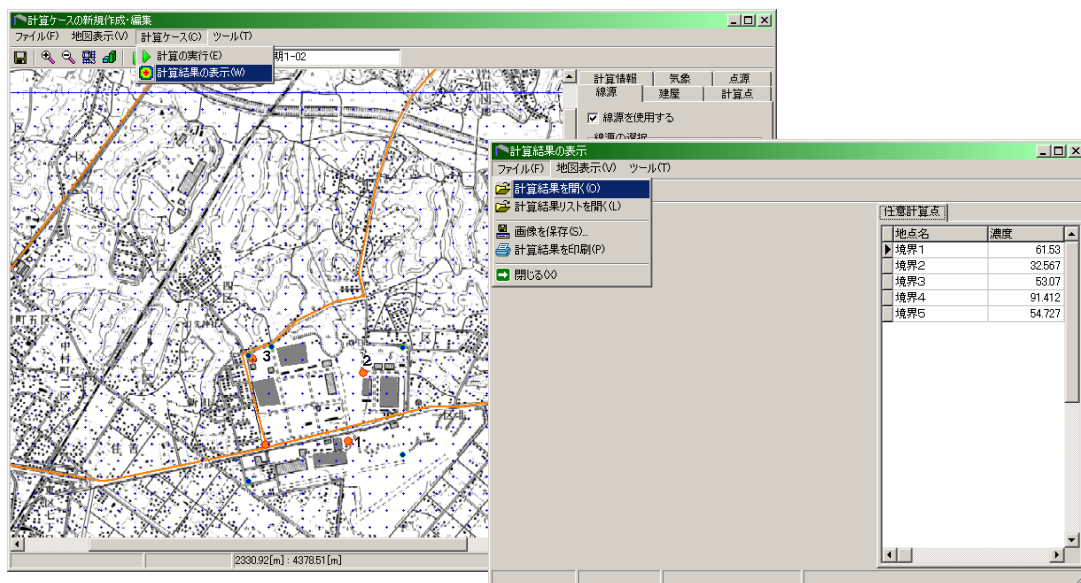 計算ケースの新規作成・編集
ファイル(F) 地図表示(V) 計算ケース(C) ツール(T)
計算の実行(E)
期1-02
計算結果の表示(W)
計算情報 気象 点源
線源 建屋 計算点
線源を使用する
線源の選択
計算結果の表示
ファイル(F) 地図表示(V) ツール(T)
計算結果を開く(O)
計算結果リストを開く(L)
画像を保存(S)...
計算結果を印刷(P)
閉じる(X)
任意計算点
地点名 濃度
境界1 61.53
境界2 32.567
境界3 53.07
境界4 91.412
境界5 54.727
四区
3
2
1
住吉
2330.92[m] : 4378.51[m]